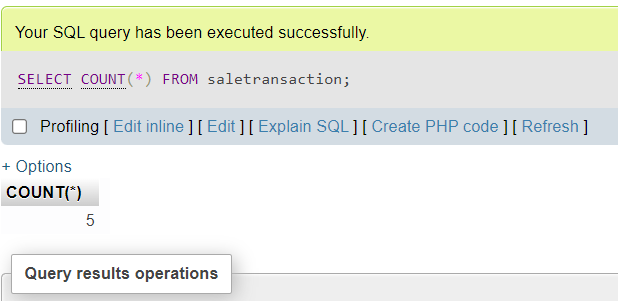 Your SQL query has been executed successfully.
SELECT COUNT(*) FROM saletransaction;
Profiling [ Edit inline ] [ Edit ] [ Explain SQL ] [ Create PHP code ] [ Refresh ]
+ Options
COUNT(*)
5
Query results operations